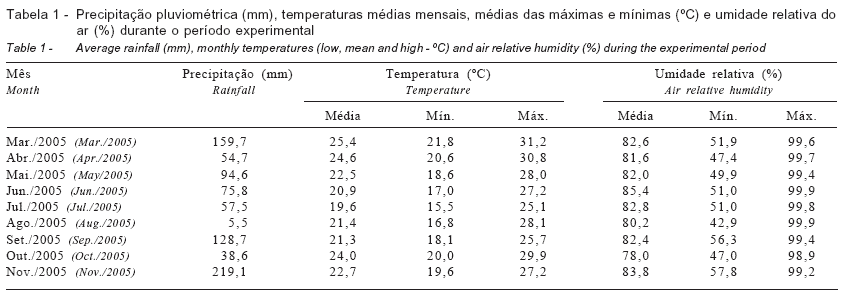 Tabela 1 - Precipitação pluviométrica (mm), temperaturas médias mensais, médias das máximas e mínimas (ºC) e umidade relativa do
ar (%) durante o período experimental
Table 1 - Average rainfall (mm), monthly temperatures (low, mean and high - ºC) and air relative humidity (%) during the experimental period
Mês Precipitação (mm) Temperatura (ºC) Umidade relativa (%)
Month Rainfall Temperature Air relative humidity
Média Mín. Máx. Média Mín. Máx.
Mar./2005 (Mar./2005) 159,7 25,4 21,8 31,2 82,6 51,9 99,6
Abr./2005 (Apr./2005) 54,7 24,6 20,6 30,8 81,6 47,4 99,7
Mai./2005 (May/2005) 94,6 22,5 18,6 28,0 82,0 49,9 99,4
Jun./2005 (Jun./2005) 75,8 20,9 17,0 27,2 85,4 51,0 99,9
Jul./2005 (Jul./2005) 57,5 19,6 15,5 25,1 82,8 51,0 99,8
Ago./2005 (Aug./2005) 5,5 21,4 16,8 28,1 80,2 42,9 99,9
Set./2005 (Sep./2005) 128,7 21,3 18,1 25,7 82,4 56,3 99,4
Out./2005 (Oct./2005) 38,6 24,0 20,0 29,9 78,0 47,0 98,9
Nov./2005 (Nov./2005) 219,1 22,7 19,6 27,2 83,8 57,8 99,2